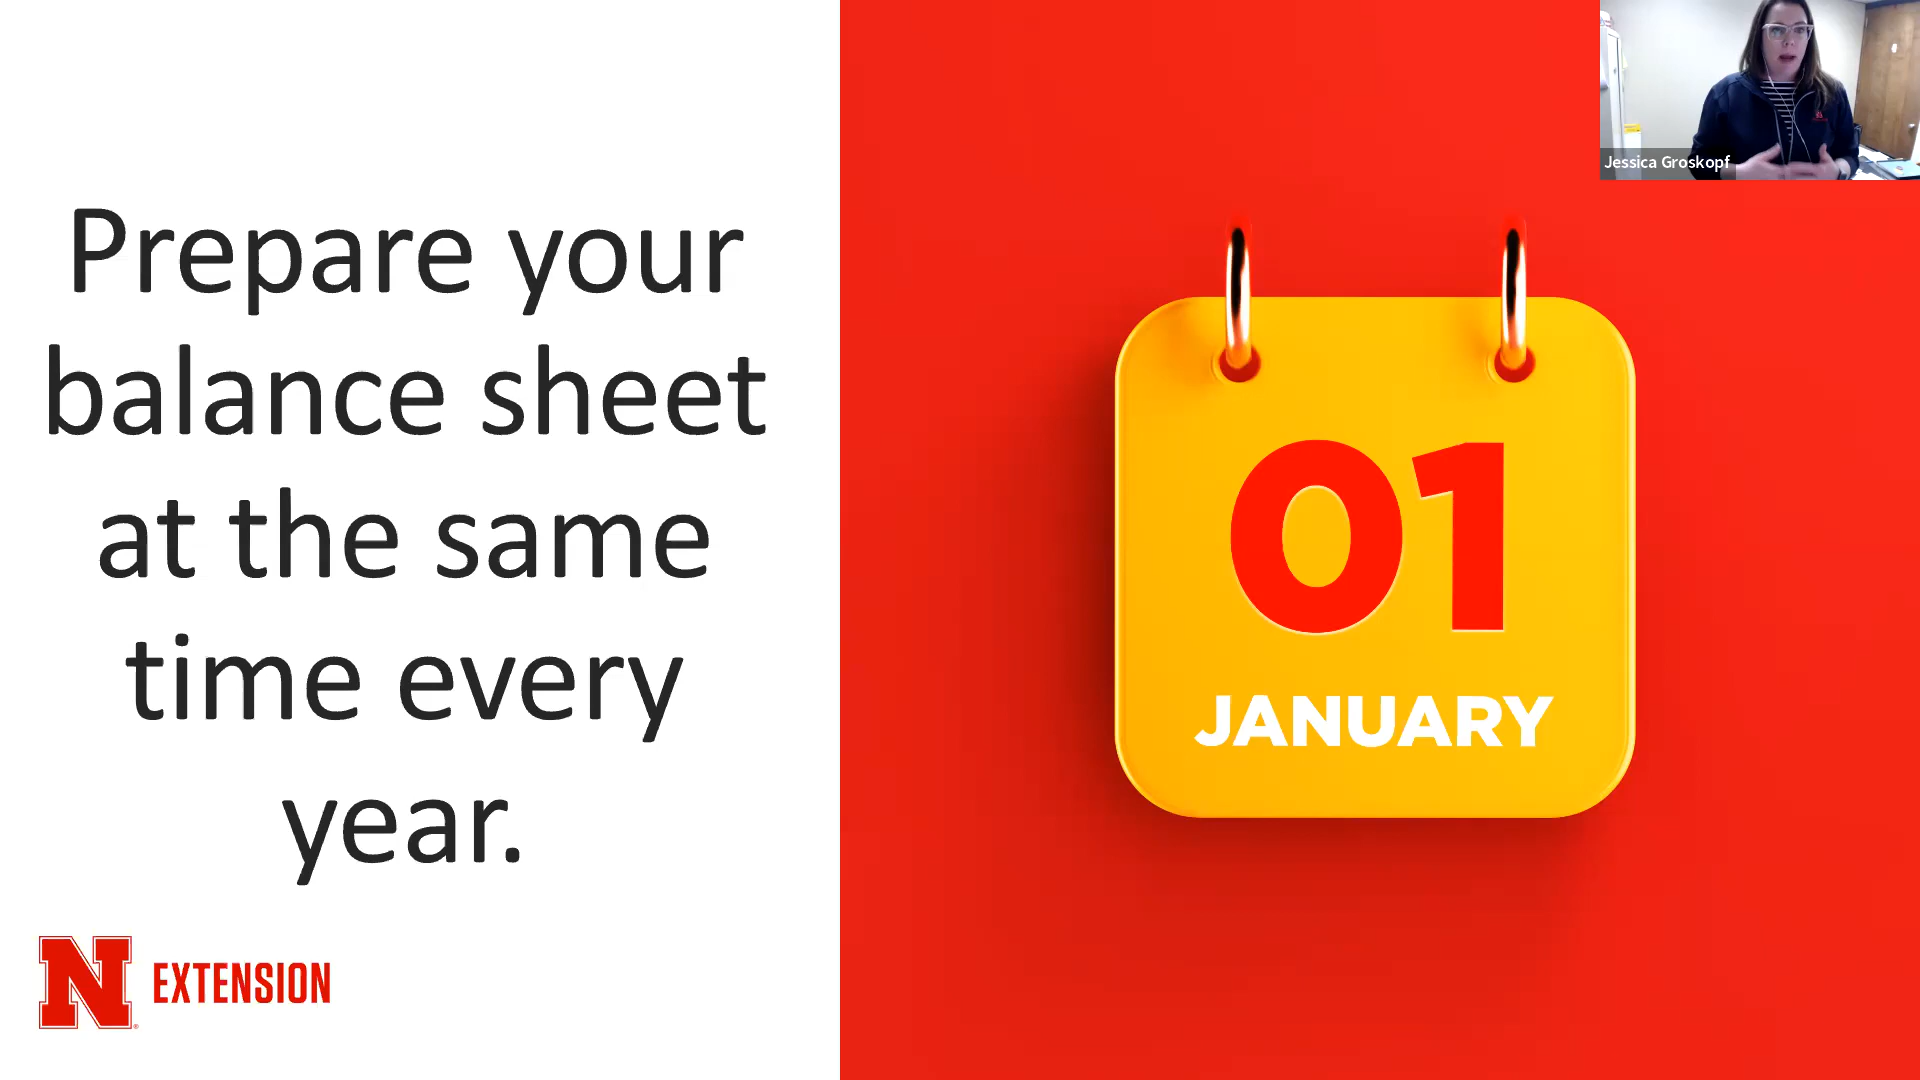 Prepare your
balance sheet
at the same
time every
year.
N EXTENSION
01
JANUARY
Jessica Groskopf